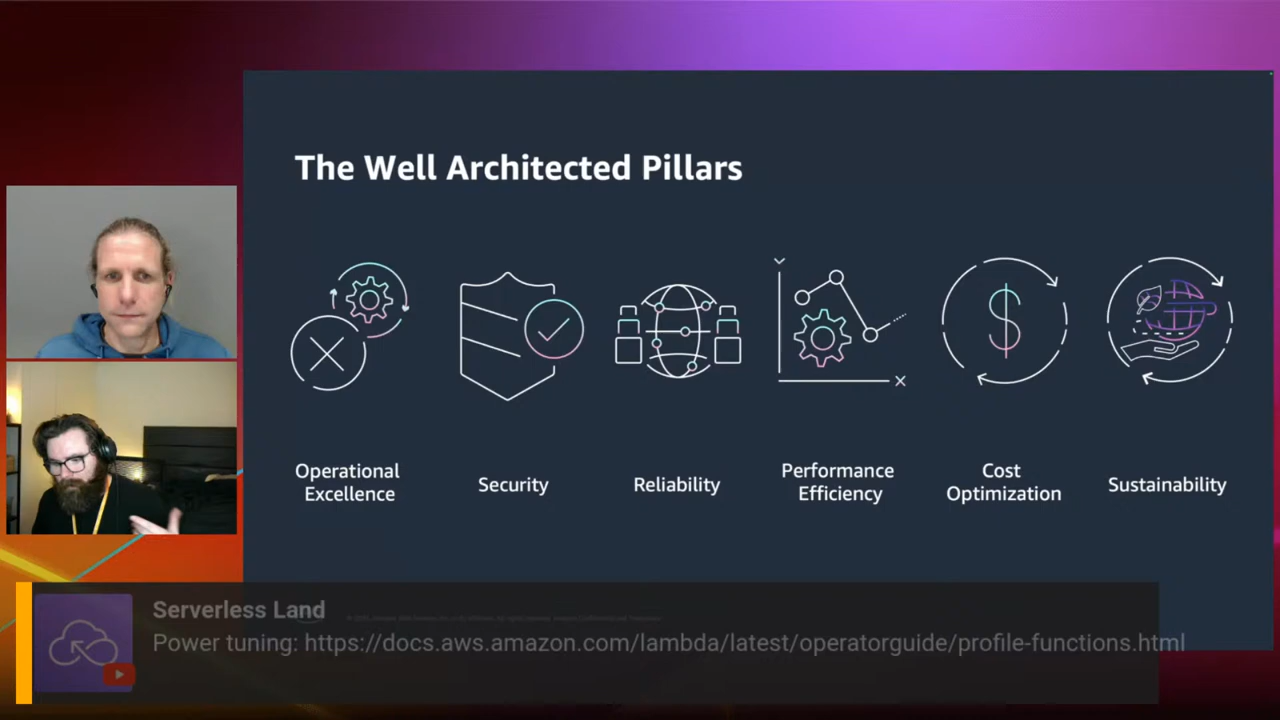 The Well Architected Pillars
Operational
Excellence
Security
Reliability
Performance
Efficiency
Cost
Optimization
Sustainability
Serverless Land
Power tuning: https://docs.aws.amazon.com/lambda/latest/operatorguide/profile-functions.html